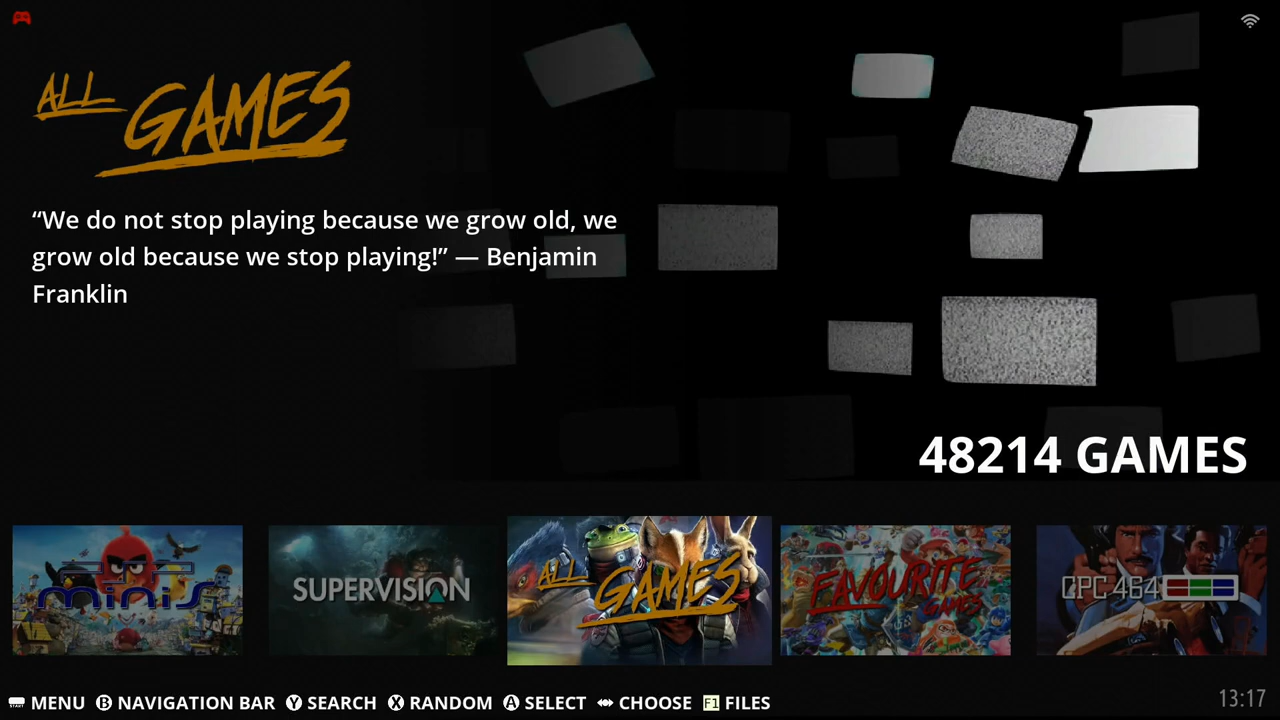 ALL GAMES
“We do not stop playing because we grow old, we
grow old because we stop playing!” — Benjamin
Franklin
48214 GAMES
minis
SUPERVISION
ALL GAMES
FAVOURITE
GAMES
CPC 464
START MENU B NAVIGATION BAR Y SEARCH X RANDOM A SELECT CHOOSE F1 FILES
13:17